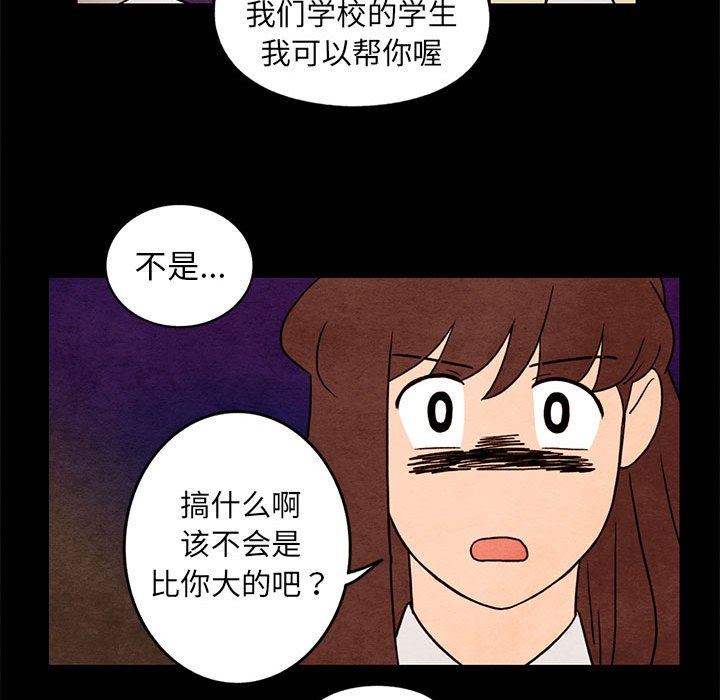 我们学校的学生
我可以帮你喔
不是...
搞什么啊
该不会是
比你大的吧？